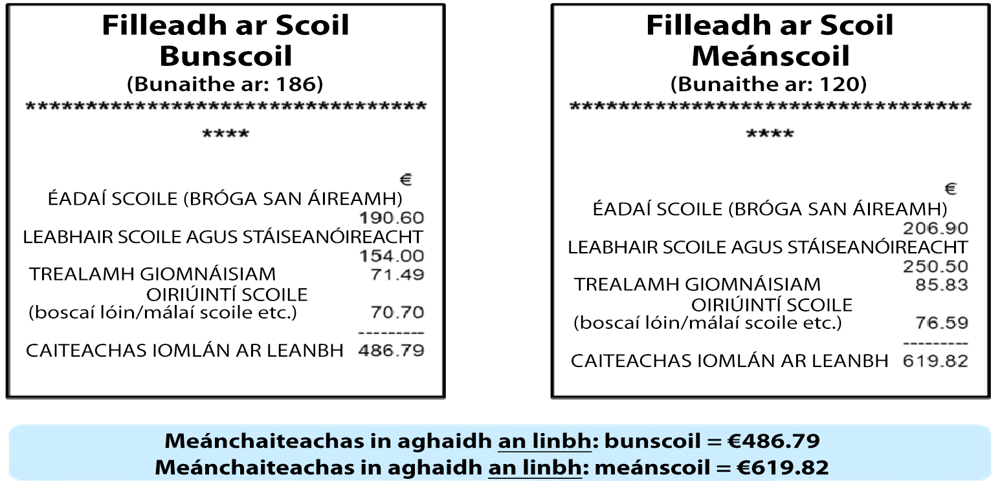 Filleadh ar Scoil
Bunscoil
(Bunaithe ar: 186)
*********************************
****
€
ÉADAÍ SCOILE (BRÓGA SAN ÁIREAMH)
190.60
LEABHAIR SCOILE AGUS STÁISEANÓIREACHT
154.00
TREALAMH GIOMNÁISIAM 71.49
OIRIÚINTÍ SCOILE
(boscaí lóin/málaí scoile etc.) 70.70
---------
CAITEACHAS IOMLÁN AR LEANBH 486.79
Filleadh ar Scoil
Meánscoil
(Bunaithe ar: 120)
*********************************
****
€
ÉADAÍ SCOILE (BRÓGA SAN ÁIREAMH)
206.90
LEABHAIR SCOILE AGUS STÁISEANÓIREACHT
250.50
TREALAMH GIOMNÁISIAM 85.83
OIRIÚINTÍ SCOILE
(boscaí lóin/málaí scoile etc.) 76.59
---------
CAITEACHAS IOMLÁN AR LEANBH 619.82
Meánchaiteachas in aghaidh an linbh: bunscoil = €486.79
Meánchaiteachas in aghaidh an linbh: meánscoil = €619.82